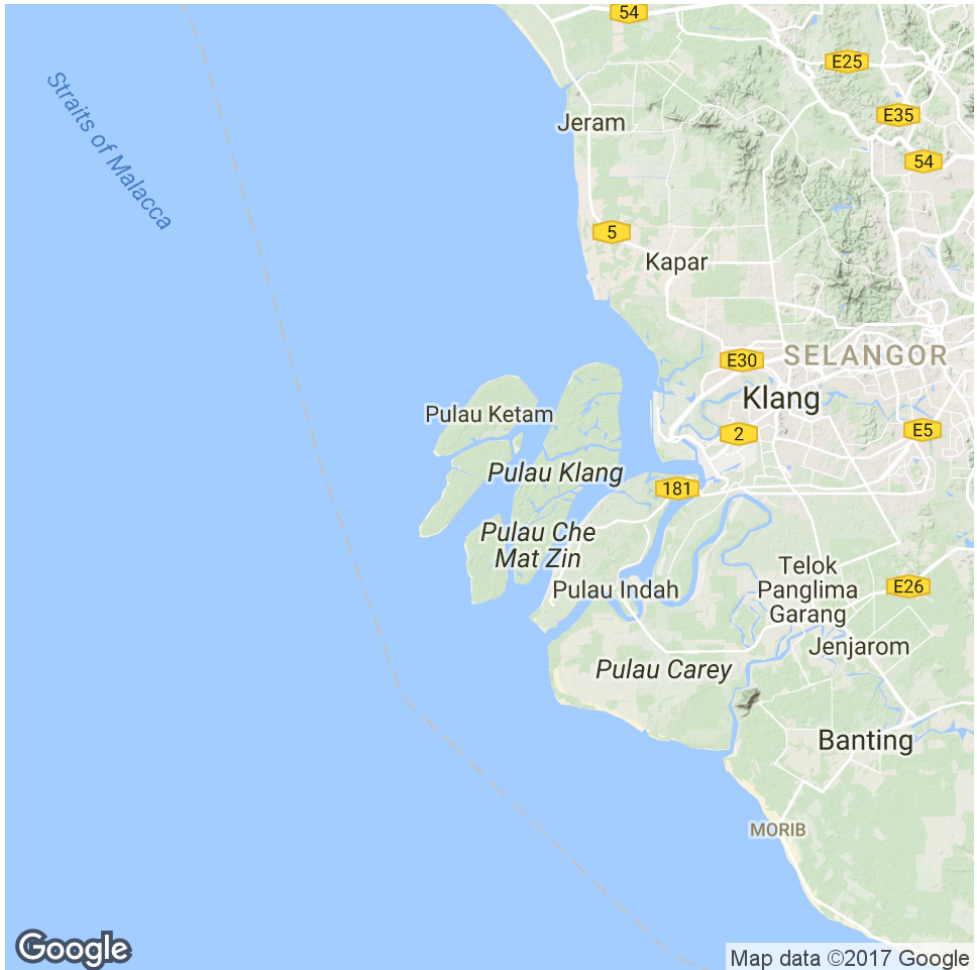 54
E25
Straits of Malacca
E35
Jeram
54
5
Kapar
E30
SELANGOR
Klang
Pulau Ketam
2
E5
Pulau Klang
181
Pulau Che
Mat Zin
Telok
Panglima
Garang
Pulau Indah
E26
Jenjarom
Pulau Carey
Banting
MORIB
Google
Map data ©2017 Google